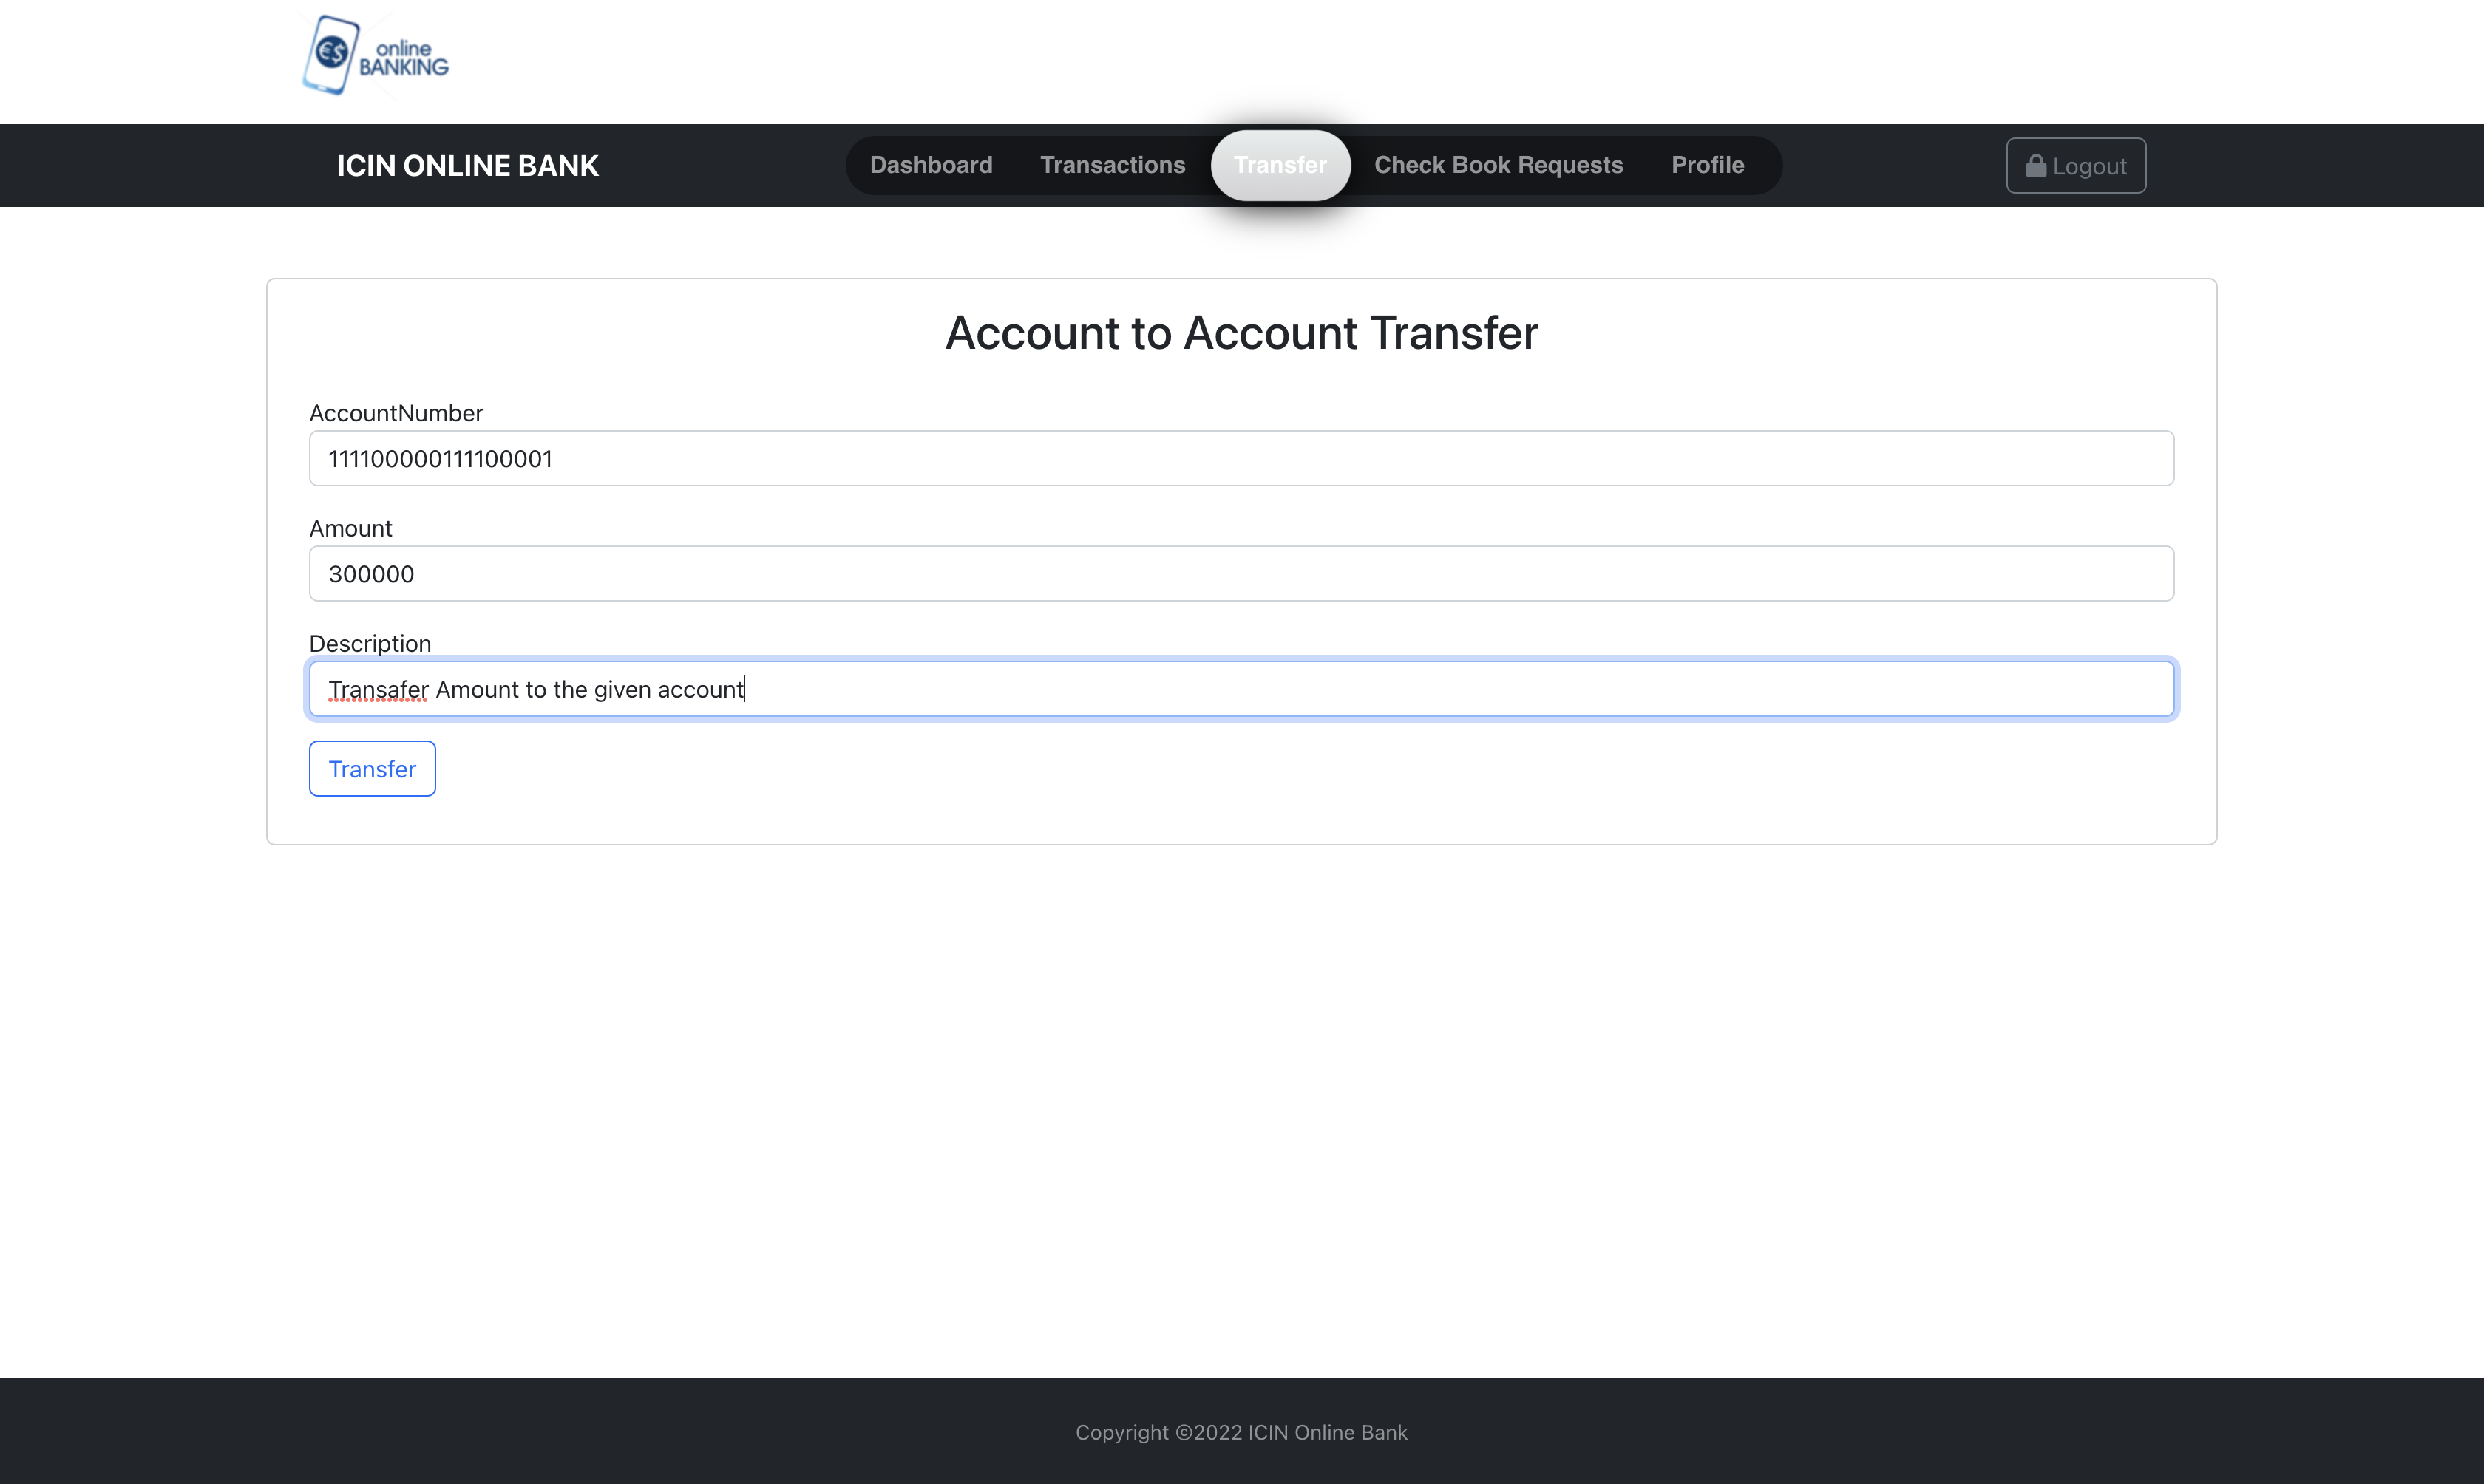 €$ online
BANKING
ICIN ONLINE BANK Dashboard Transactions Transfer Check Book Requests Profile Logout
Account to Account Transfer
AccountNumber
111100000111100001
Amount
300000
Description
Transafer Amount to the given account
Transfer
Copyright ©2022 ICIN Online Bank